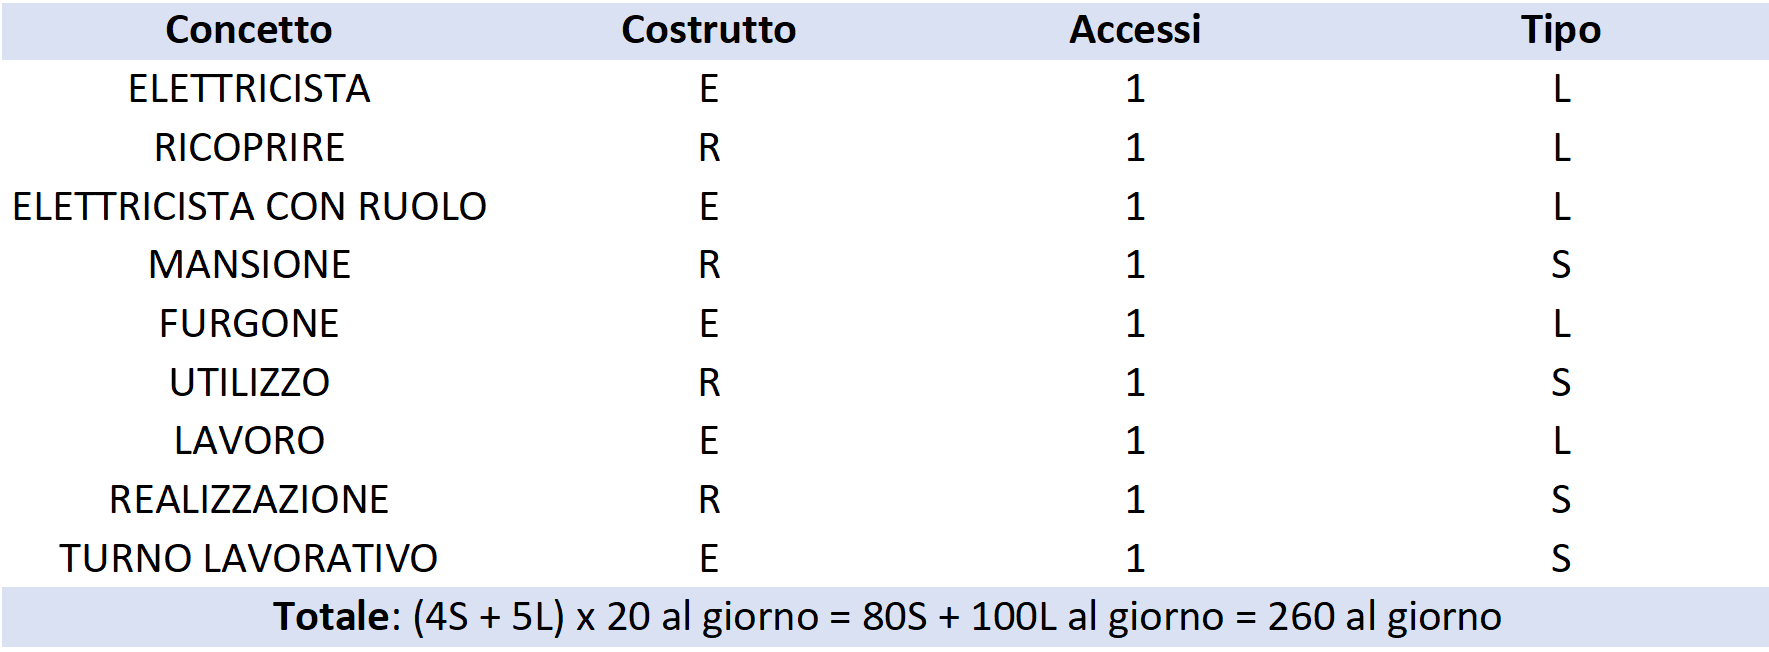 Concetto Costrutto Accessi Tipo
ELETTRICISTA E 1 L
RICOPRIRE R 1 L
ELETTRICISTA CON RUOLO E 1 L
MANSIONE R 1 S
FURGONE E 1 L
UTILIZZO R 1 S
LAVORO E 1 L
REALIZZAZIONE R 1 S
TURNO LAVORATIVO E 1 S
Totale: (4S + 5L) x 20 al giorno = 80S + 100L al giorno = 260 al giorno